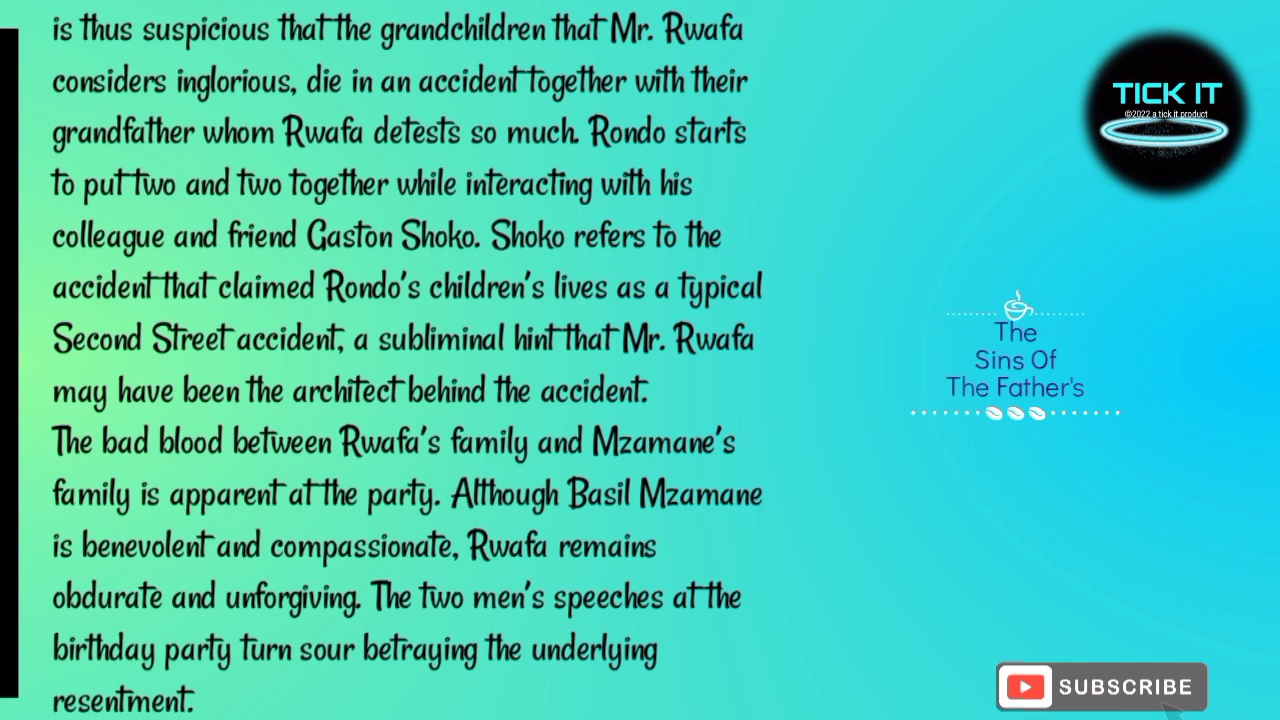 is thus suspicious that the grandchildren that Mr. Rwafa
considers inglorious, die in an accident together with their
grandfather whom Rwafa detests so much. Rondo starts
to put two and two together while interacting with his
colleague and friend Gaston Shoko. Shoko refers to the
accident that claimed Rondo's children's lives as a typical
Second Street accident, a subliminal hint that Mr. Rwafa
may have been the architect behind the accident.
The bad blood between Rwafa's family and Mzamane's
family is apparent at the party. Although Basil Mzamane
is benevolent and compassionate, Rwafa remains
obdurate and unforgiving. The two men's speeches at the
birthday party turn sour betraying the underlying
resentment.
TICK IT
©2022 a tick it product
The
Sins Of
The Father's
SUBSCRIBE